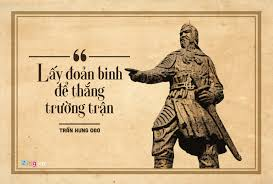 Lấy đoản binh
để thắng
trường trận
TRẦN HƯNG ĐẠO